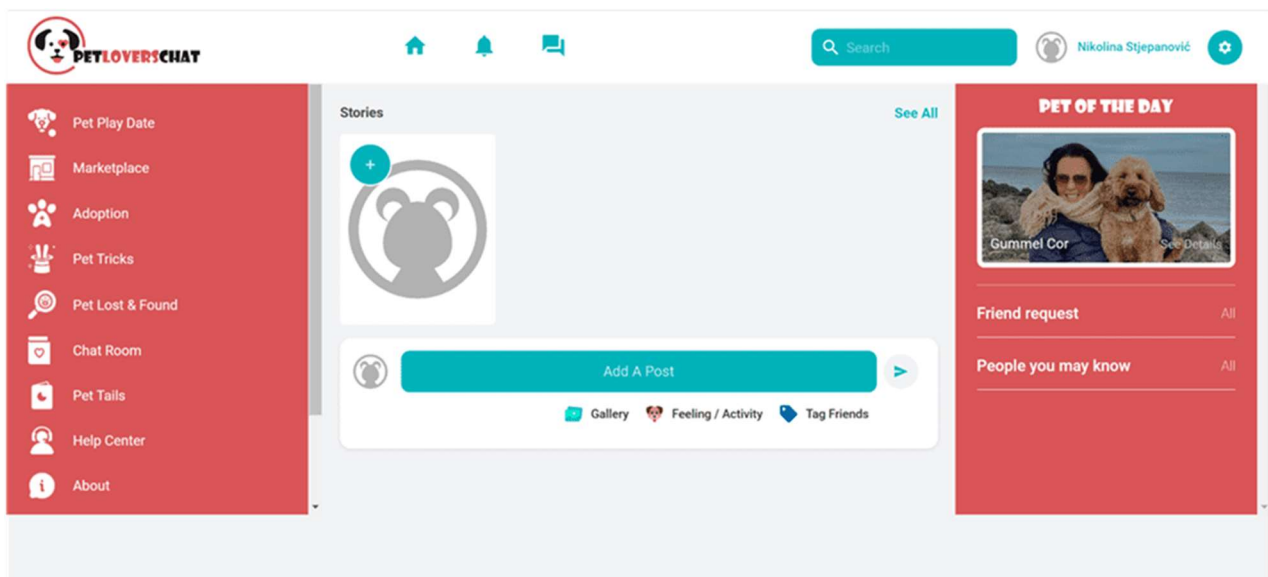 PETLOVERSCHAT
Search
Nikolina Stjepanović
Pet Play Date
Marketplace
Adoption
Pet Tricks
Pet Lost & Found
Chat Room
Pet Tails
Help Center
About
Stories
See All
Add A Post
Gallery
Feeling / Activity
Tag Friends
PET OF THE DAY
Gummel Cor
See Details
Friend request
All
People you may know
All